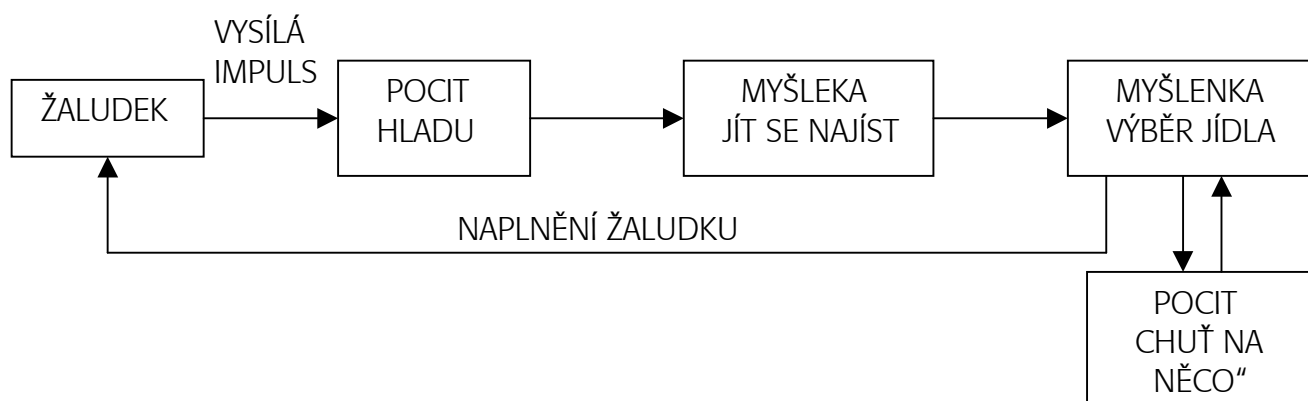 VYSÍLÁ
IMPULS
ŽALUDEK
POCIT
HLADU
MYŠLEKA
JÍT SE NAJÍST
MYŠLENKA
VÝBĚR JÍDLA
NAPLNĚNÍ ŽALUDKU
POCIT
CHUŤ NA
NĚCO“